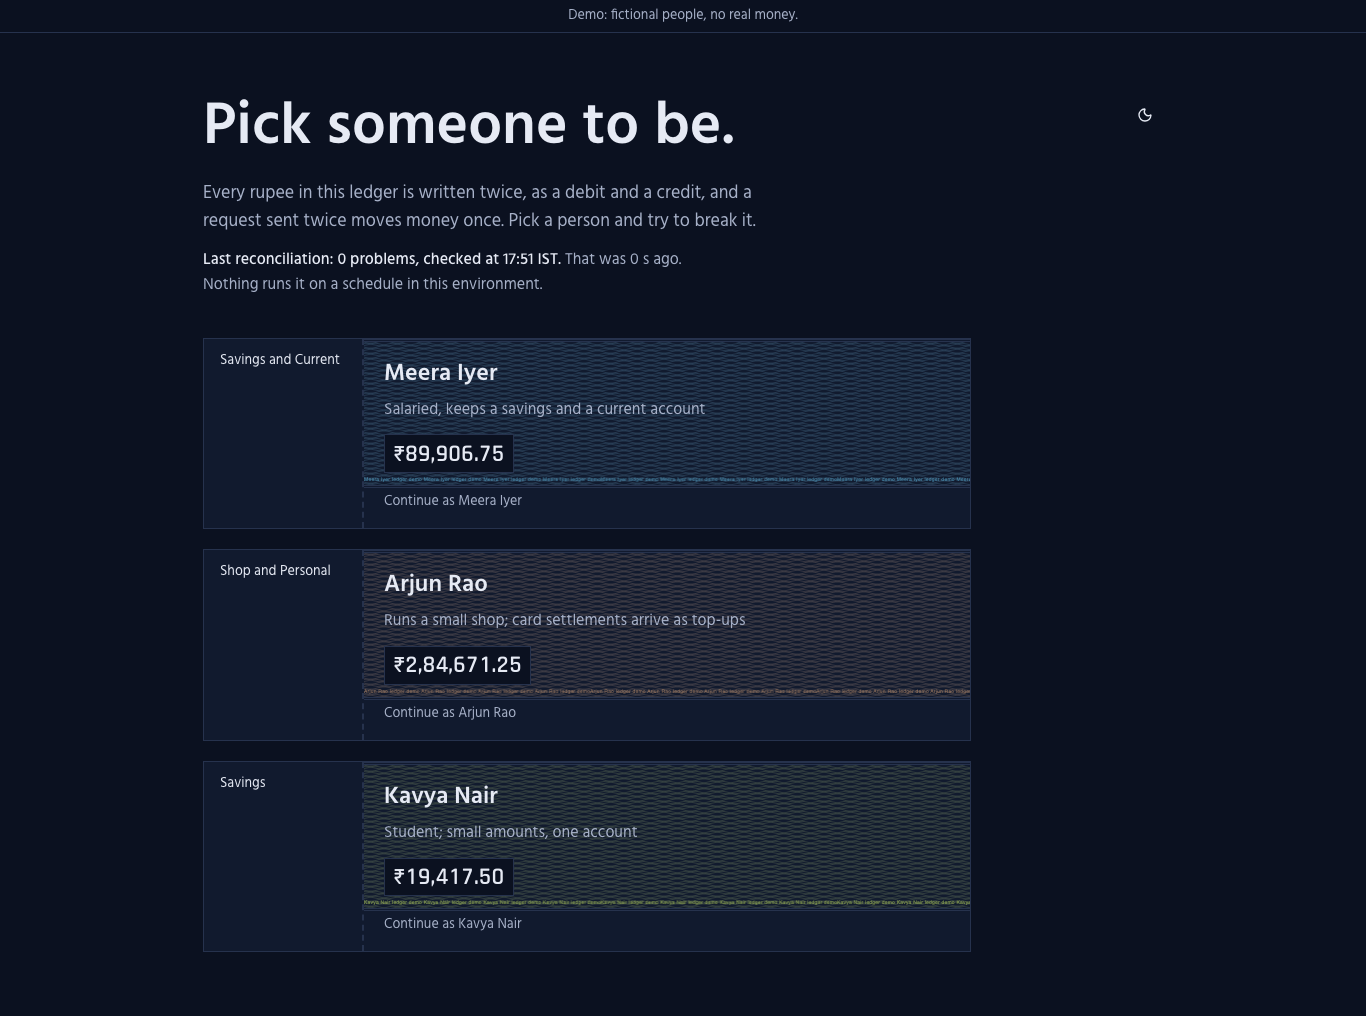 Demo: fictional people, no real money.
Pick someone to be.
Every rupee in this ledger is written twice, as a debit and a credit, and a
request sent twice moves money once. Pick a person and try to break it.
Last reconciliation: 0 problems, checked at 17:51 IST. That was 0 s ago.
Nothing runs it on a schedule in this environment.
Savings and Current
Meera Iyer
Salaried, keeps a savings and a current account
₹89,906.75
Continue as Meera Iyer
Shop and Personal
Arjun Rao
Runs a small shop; card settlements arrive as top-ups
₹2,84,671.25
Continue as Arjun Rao
Savings
Kavya Nair
Student; small amounts, one account
₹19,417.50
Continue as Kavya Nair